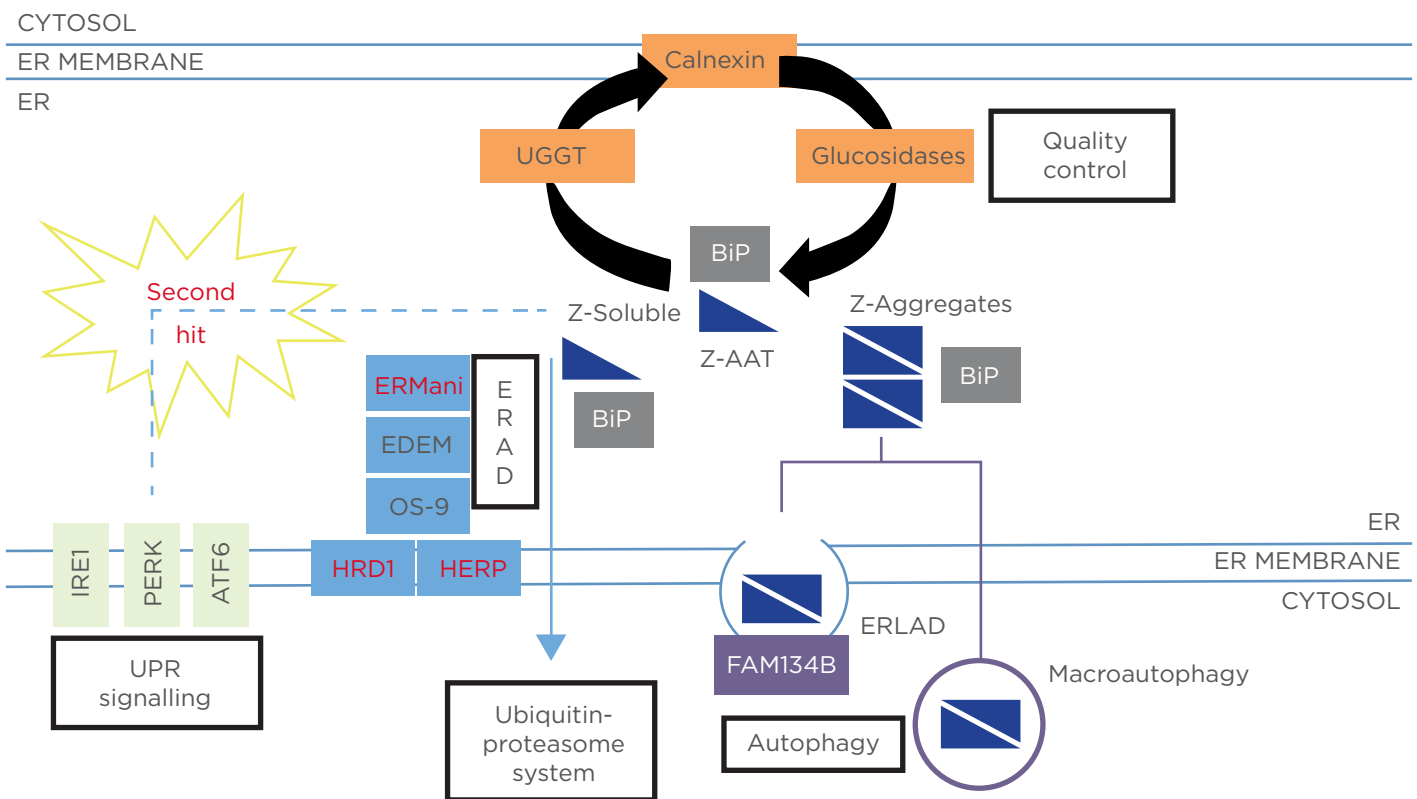 CYTOSOL
ER MEMBRANE
ER
Calnexin
UGGT
Glucosidases
Quality
control
BiP
Second
hit
Z-Soluble
Z-AAT
Z-Aggregates
BiP
BiP
ERMani
EDEM
OS-9
E
R
A
D
IRE1
PERK
ATF6
HRD1
HERP
ER
ER MEMBRANE
CYTOSOL
ERLAD
FAM134B
Macroautophagy
UPR
signalling
Ubiquitin-
proteasome
system
Autophagy